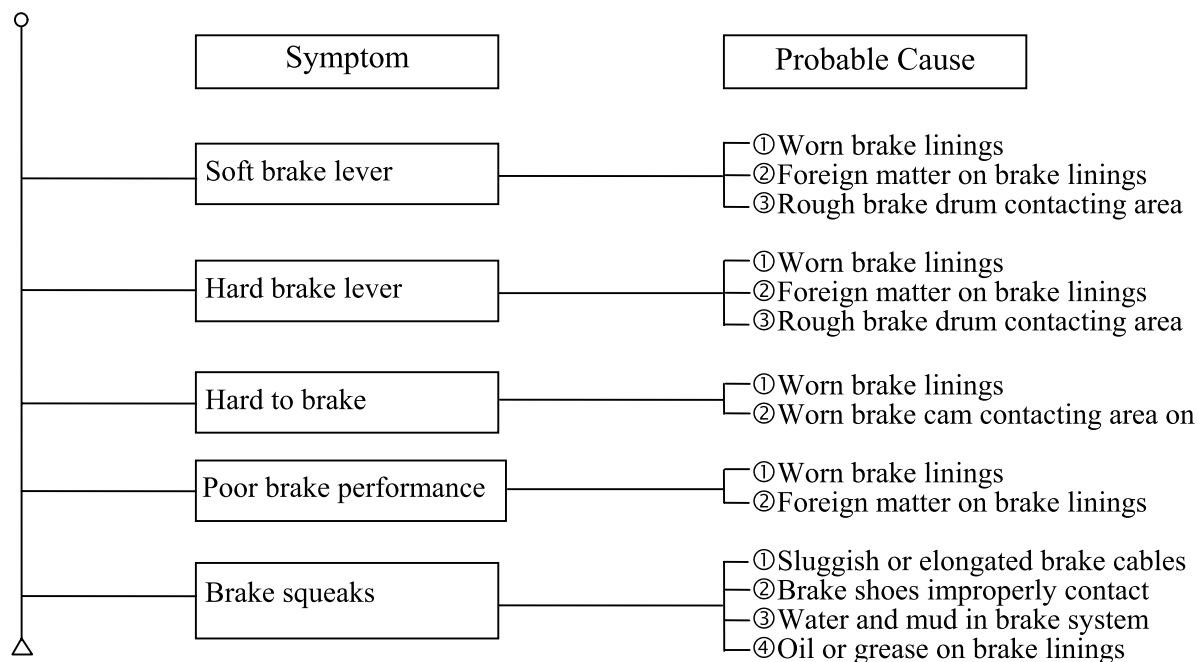 Symptom
Probable Cause
Soft brake lever
①Worn brake linings
②Foreign matter on brake linings
③Rough brake drum contacting area
Hard brake lever
①Worn brake linings
②Foreign matter on brake linings
③Rough brake drum contacting area
Hard to brake
①Worn brake linings
②Worn brake cam contacting area on
Poor brake performance
①Worn brake linings
②Foreign matter on brake linings
Brake squeaks
①Sluggish or elongated brake cables
②Brake shoes improperly contact
③Water and mud in brake system
④Oil or grease on brake linings